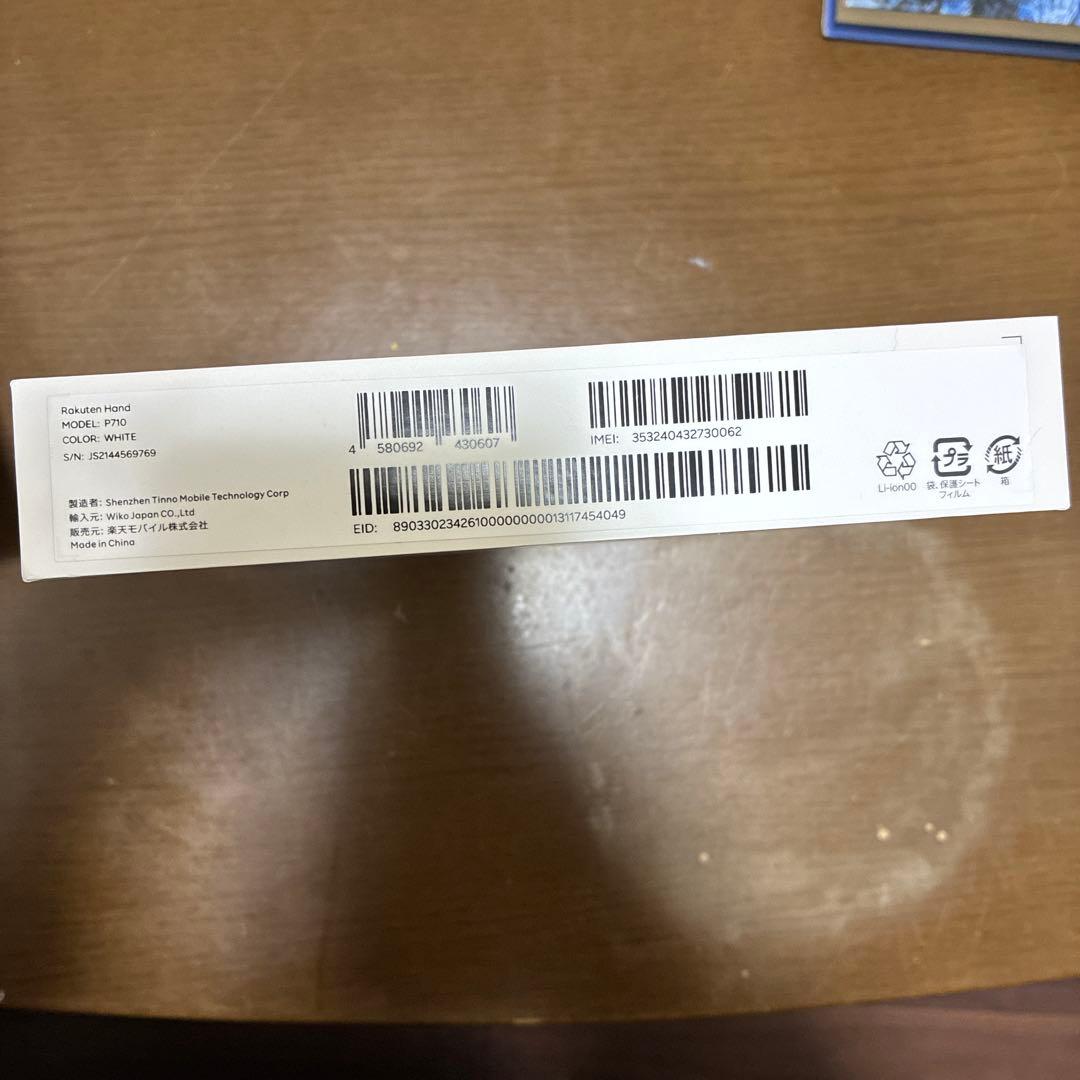 Rakuten Hand
MODEL: P710
COLOR: WHITE
S/N: JS2144569769
製造者: Shenzhen Tinno Mobile Technology Corp
輸入元: Wiko Japan CO.,Ltd
販売元: 楽天モバイル株式会社
Made in China
4 580692 430607
IMEI: 353240432730062
EID: 89033023426100000000013117454049
Li-ion00
プラ
袋、保護シート
フィルム
紙
箱